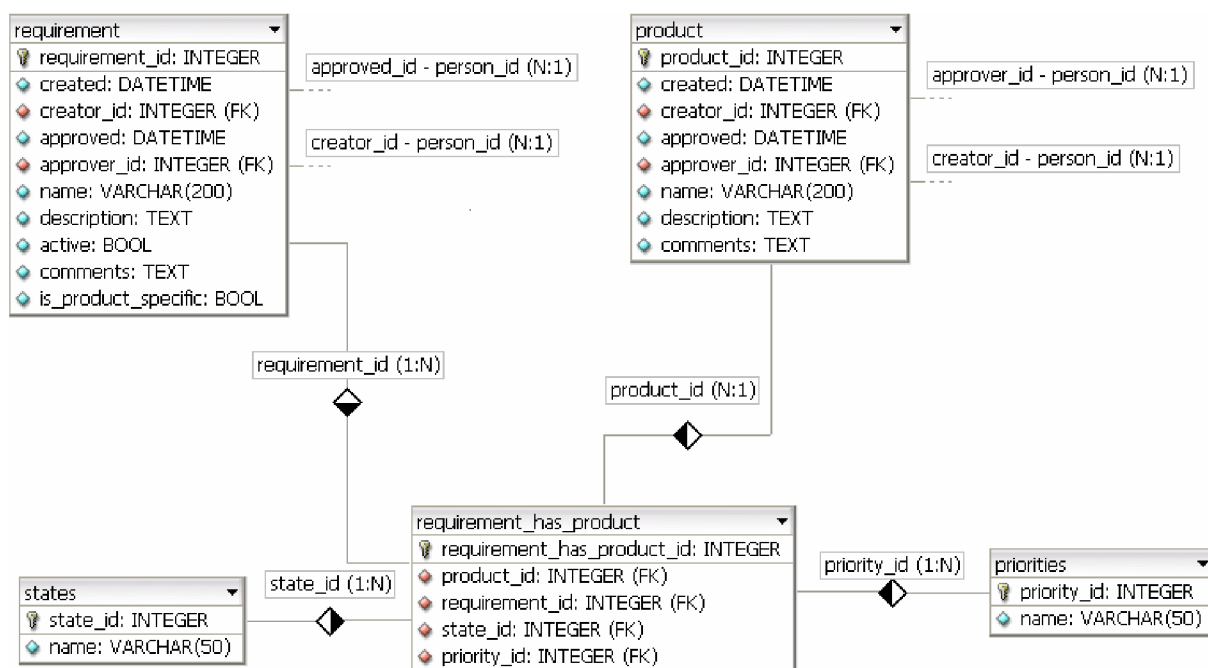 requirement
requirement_id: INTEGER
created: DATETIME
creator_id: INTEGER (FK)
approved: DATETIME
approver_id: INTEGER (FK)
name: VARCHAR(200)
description: TEXT
active: BOOL
comments: TEXT
is_product_specific: BOOL
approved_id - person_id (N:1)
creator_id - person_id (N:1)
product
product_id: INTEGER
created: DATETIME
creator_id: INTEGER (FK)
approved: DATETIME
approver_id: INTEGER (FK)
name: VARCHAR(200)
description: TEXT
comments: TEXT
approver_id - person_id (N:1)
creator_id - person_id (N:1)
requirement_id (1:N)
product_id (N:1)
states
state_id: INTEGER
name: VARCHAR(50)
state_id (1:N)
requirement_has_product
requirement_has_product_id: INTEGER
product_id: INTEGER (FK)
requirement_id: INTEGER (FK)
state_id: INTEGER (FK)
priority_id: INTEGER (FK)
priority_id (1:N)
priorities
priority_id: INTEGER
name: VARCHAR(50)